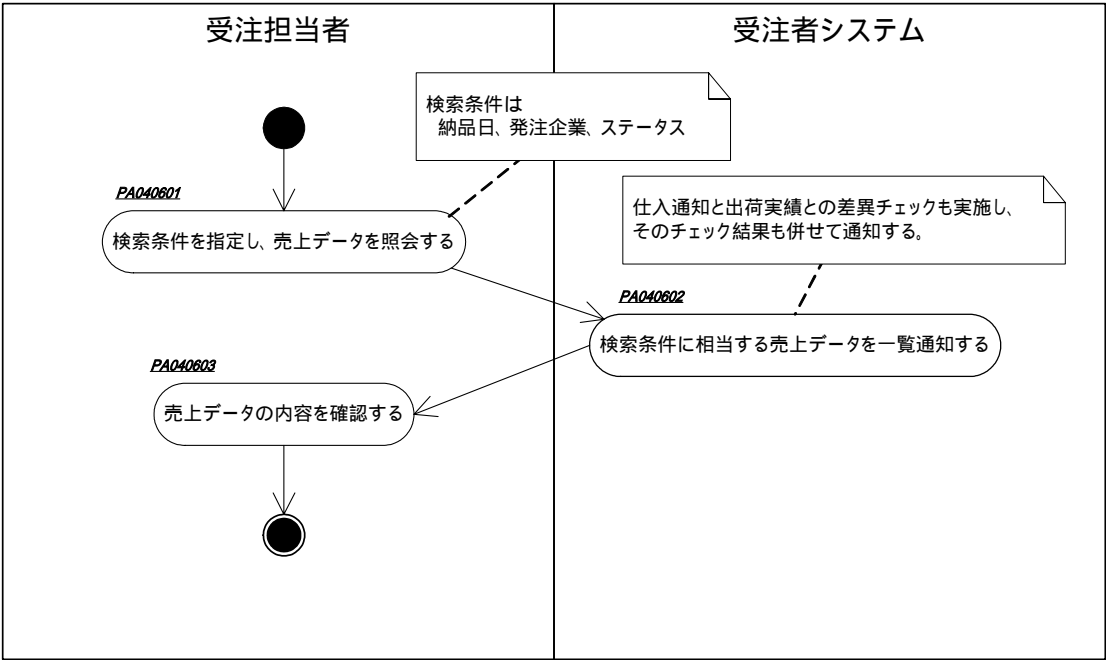 受注担当者
受注者システム
検索条件は
納品日、発注企業、ステータス
PA040601
検索条件を指定し、売上データを照会する
仕入通知と出荷実績との差異チェックも実施し、
そのチェック結果も併せて通知する。
PA040602
検索条件に相当する売上データを一覧通知する
PA040603
売上データの内容を確認する